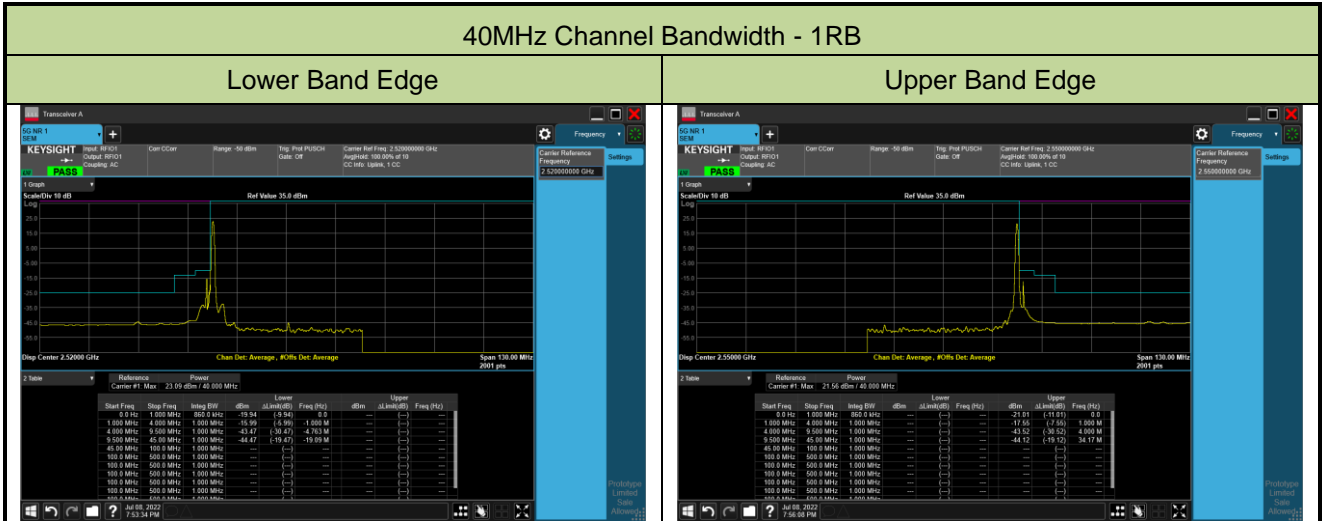 40MHz Channel Bandwidth - 1RB
Lower Band Edge
Upper Band Edge
Transceiver A
5G NR 1
SEM
Frequency
KEYSIGHT
Input: RFIO1
Output: RFIO1
Coupling: AC
Corr CCorr
Range: -50 dBm
Trig: Prot PUSCH
Gate: Off
Carrier Ref Freq: 2.520000000 GHz
Avg|Hold: 100.00% of 10
CC Info: Uplink, 1 CC
PASS
Carrier Reference
Frequency
2.520000000 GHz
Settings
1 Graph
Scale/Div 10 dB
Ref Value 35.0 dBm
Log
25.0
15.0
5.00
-5.00
-15.0
-25.0
-35.0
-45.0
-55.0
Disp Center 2.52000 GHz
Chan Det: Average, #Offs Det: Average
Span 130.00 MHz
2001 pts
2 Table
Reference Power
Carrier #1 Max 23.09 dBm / 40.000 MHz
Lower Upper
Start Freq Stop Freq Integ BW dBm ΔLimit(dB) Freq (Hz) dBm ΔLimit(dB) Freq (Hz)
0.0 Hz 1.000 MHz 860.0 kHz -19.94 (-9.94) 0.0 --- (---) ---
1.000 MHz 4.000 MHz 1.000 MHz -15.99 (-5.99) -1.000 M --- (---) ---
4.000 MHz 9.500 MHz 1.000 MHz -43.47 (-30.47) -4.763 M --- (---) ---
9.500 MHz 45.00 MHz 1.000 MHz -44.47 (-19.47) -19.09 M --- (---) ---
45.00 MHz 100.0 MHz 1.000 MHz --- (---) --- --- (---) ---
100.0 MHz 500.0 MHz 1.000 MHz --- (---) --- --- (---) ---
100.0 MHz 500.0 MHz 1.000 MHz --- (---) --- --- (---) ---
100.0 MHz 500.0 MHz 1.000 MHz --- (---) --- --- (---) ---
100.0 MHz 500.0 MHz 1.000 MHz --- (---) --- --- (---) ---
100.0 MHz 500.0 MHz 1.000 MHz --- (---) --- --- (---) ---
Prototype
Limited
Sale
Allowed
Jul 08, 2022
7:53:34 PM
Transceiver A
5G NR 1
SEM
Frequency
KEYSIGHT
Input: RFIO1
Output: RFIO1
Coupling: AC
Corr CCorr
Range: -50 dBm
Trig: Prot PUSCH
Gate: Off
Carrier Ref Freq: 2.550000000 GHz
Avg|Hold: 100.00% of 10
CC Info: Uplink, 1 CC
PASS
Carrier Reference
Frequency
2.550000000 GHz
Settings
1 Graph
Scale/Div 10 dB
Ref Value 35.0 dBm
Log
25.0
15.0
5.00
-5.00
-15.0
-25.0
-35.0
-45.0
-55.0
Disp Center 2.55000 GHz
Chan Det: Average, #Offs Det: Average
Span 130.00 MHz
2001 pts
2 Table
Reference Power
Carrier #1 Max 21.56 dBm / 40.000 MHz
Lower Upper
Start Freq Stop Freq Integ BW dBm ΔLimit(dB) Freq (Hz) dBm ΔLimit(dB) Freq (Hz)
0.0 Hz 1.000 MHz 860.0 kHz --- (---) --- -21.01 (-11.01) 0.0
1.000 MHz 4.000 MHz 1.000 MHz --- (---) --- -17.55 (-7.55) 1.000 M
4.000 MHz 9.500 MHz 1.000 MHz --- (---) --- -43.52 (-30.52) 4.000 M
9.500 MHz 45.00 MHz 1.000 MHz --- (---) --- -44.12 (-19.12) 34.17 M
45.00 MHz 100.0 MHz 1.000 MHz --- (---) --- --- (---) ---
100.0 MHz 500.0 MHz 1.000 MHz --- (---) --- --- (---) ---
100.0 MHz 500.0 MHz 1.000 MHz --- (---) --- --- (---) ---
100.0 MHz 500.0 MHz 1.000 MHz --- (---) --- --- (---) ---
100.0 MHz 500.0 MHz 1.000 MHz --- (---) --- --- (---) ---
100.0 MHz 500.0 MHz 1.000 MHz --- (---) --- --- (---) ---
Prototype
Limited
Sale
Allowed
Jul 08, 2022
7:56:08 PM